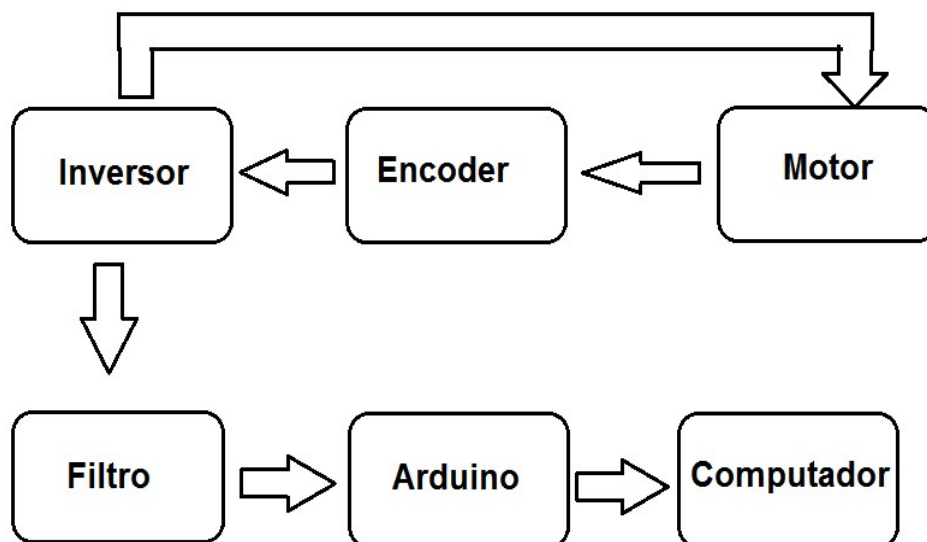 Inversor
Encoder
Motor
Filtro
Arduino
Computador